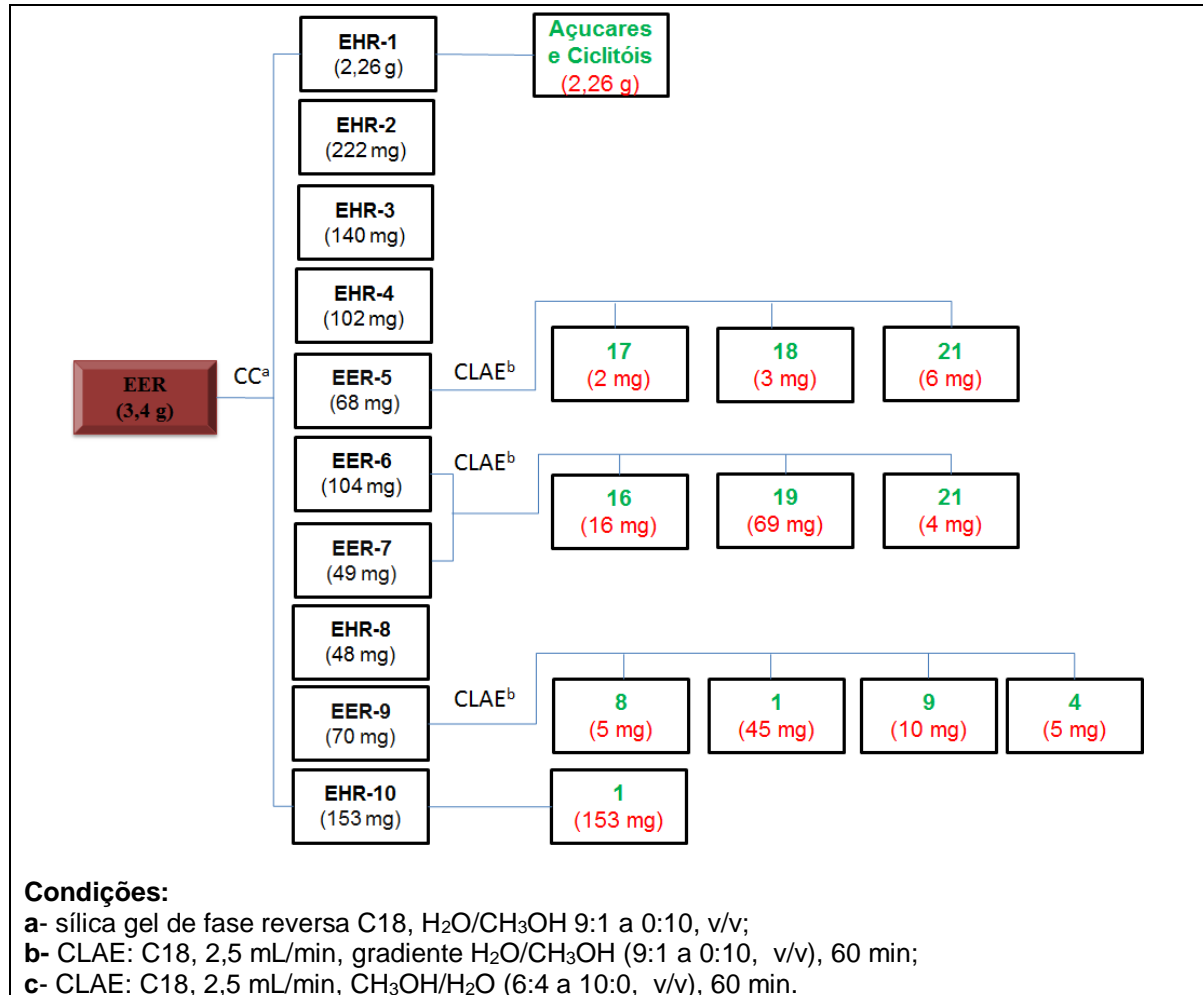 EHR-1
(2,26 g)
Açucares
e Ciclitóis
(2,26 g)
EHR-2
(222 mg)
EHR-3
(140 mg)
EHR-4
(102 mg)
EER
(3,4 g)
CCᵃ
EER-5
(68 mg)
CLAEᵇ
17
(2 mg)
18
(3 mg)
21
(6 mg)
EER-6
(104 mg)
CLAEᵇ
16
(16 mg)
19
(69 mg)
21
(4 mg)
EER-7
(49 mg)
EHR-8
(48 mg)
EER-9
(70 mg)
CLAEᵇ
8
(5 mg)
1
(45 mg)
9
(10 mg)
4
(5 mg)
EHR-10
(153 mg)
1
(153 mg)
Condições:
a- sílica gel de fase reversa C18, H₂O/CH₃OH 9:1 a 0:10, v/v;
b- CLAE: C18, 2,5 mL/min, gradiente H₂O/CH₃OH (9:1 a 0:10, v/v), 60 min;
c- CLAE: C18, 2,5 mL/min, CH₃OH/H₂O (6:4 a 10:0, v/v), 60 min.